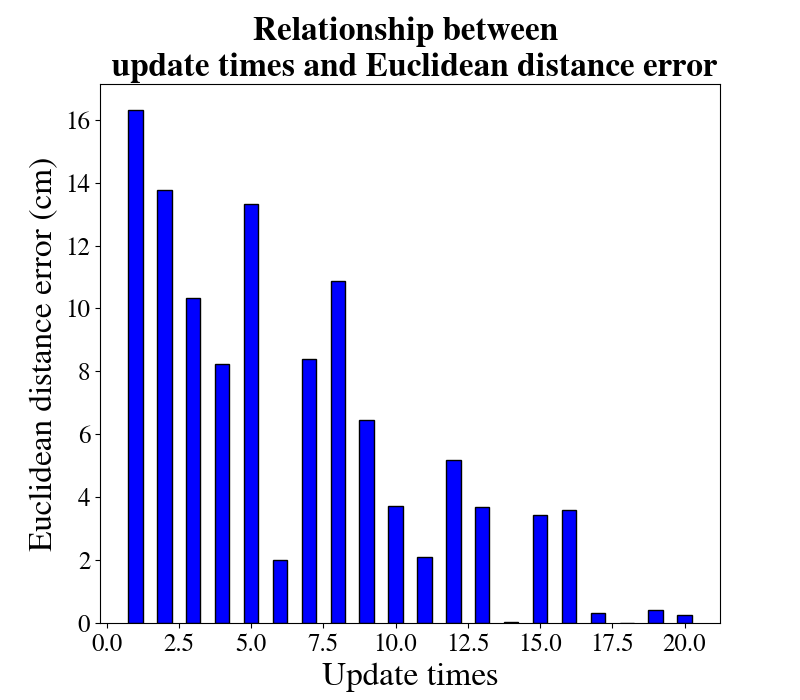 Relationship between
update times and Euclidean distance error
Euclidean distance error (cm)
16
14
12
10
8
6
4
2
0
0.0 2.5 5.0 7.5 10.0 12.5 15.0 17.5 20.0
Update times